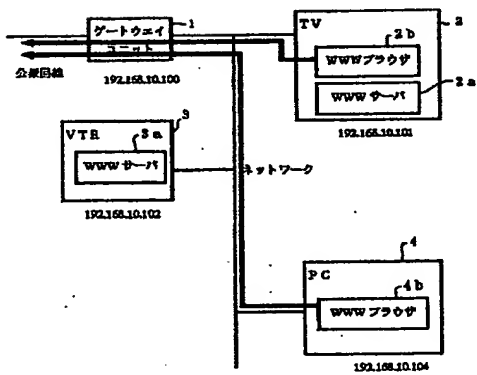 ゲートウェイ
ユニット
1
公衆回線
192.168.10.100
TV
2
2b
WWWブラウザ
2a
WWWサーバ
192.168.10.101
VTR
3
3a
WWWサーバ
192.168.10.102
ネットワーク
4
PC
4b
WWWブラウザ
192.168.10.104